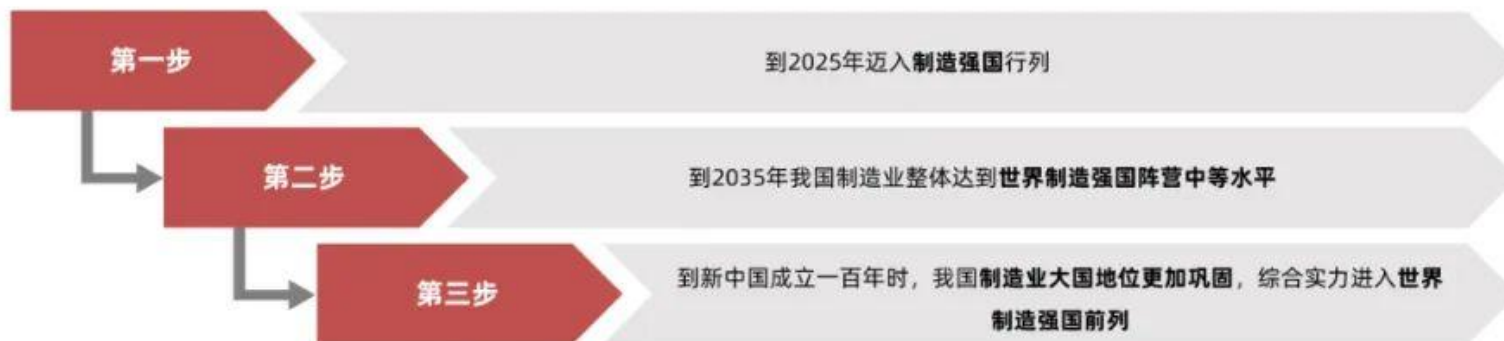 第一步
到2025年迈入制造强国行列
第二步
到2035年我国制造业整体达到世界制造强国阵营中等水平
第三步
到新中国成立一百年时，我国制造业大国地位更加巩固，综合实力进入世界
制造强国前列